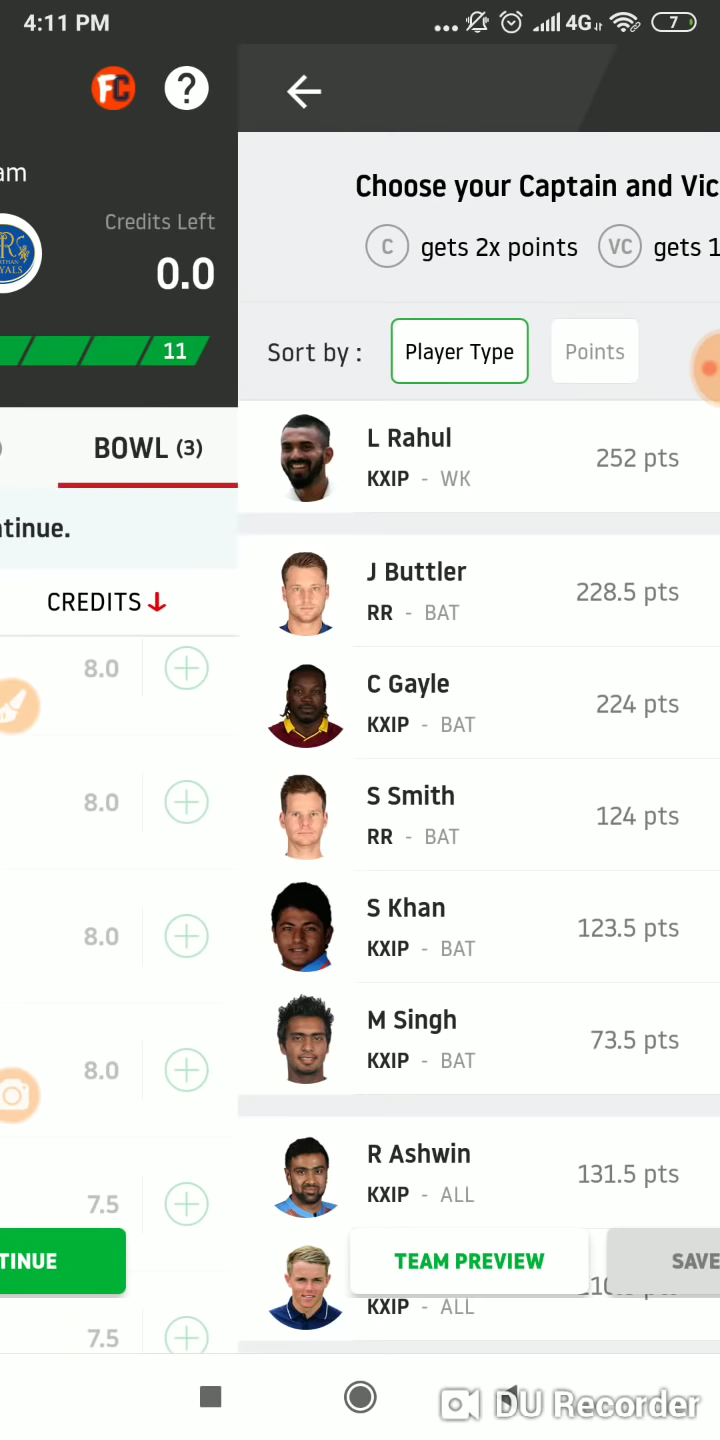 4:11 PM
4G
7
FC
?
am
Credits Left
0.0
11
BOWL (3)
tinue.
CREDITS
8.0
8.0
8.0
8.0
7.5
7.5
TINUE
Choose your Captain and Vic
C gets 2x points VC gets 1
Sort by : Player Type Points
L Rahul
KXIP - WK
252 pts
J Buttler
RR - BAT
228.5 pts
C Gayle
KXIP - BAT
224 pts
S Smith
RR - BAT
124 pts
S Khan
KXIP - BAT
123.5 pts
M Singh
KXIP - BAT
73.5 pts
R Ashwin
KXIP - ALL
131.5 pts
TEAM PREVIEW
SAVE
KXIP - ALL
DU Recorder